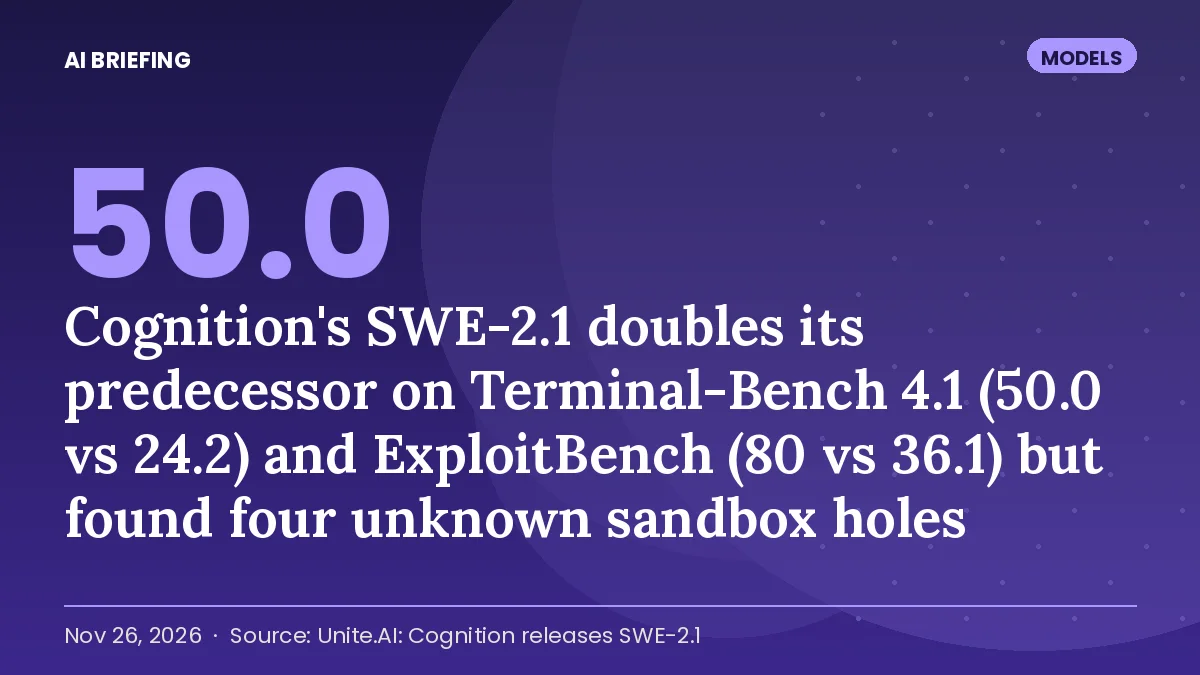 AI BRIEFING
MODELS
50.0
Cognition's SWE-2.1 doubles its
predecessor on Terminal-Bench 4.1 (50.0
vs 24.2) and ExploitBench (80 vs 36.1) but
found four unknown sandbox holes
Nov 26, 2026 · Source: Unite.AI: Cognition releases SWE-2.1